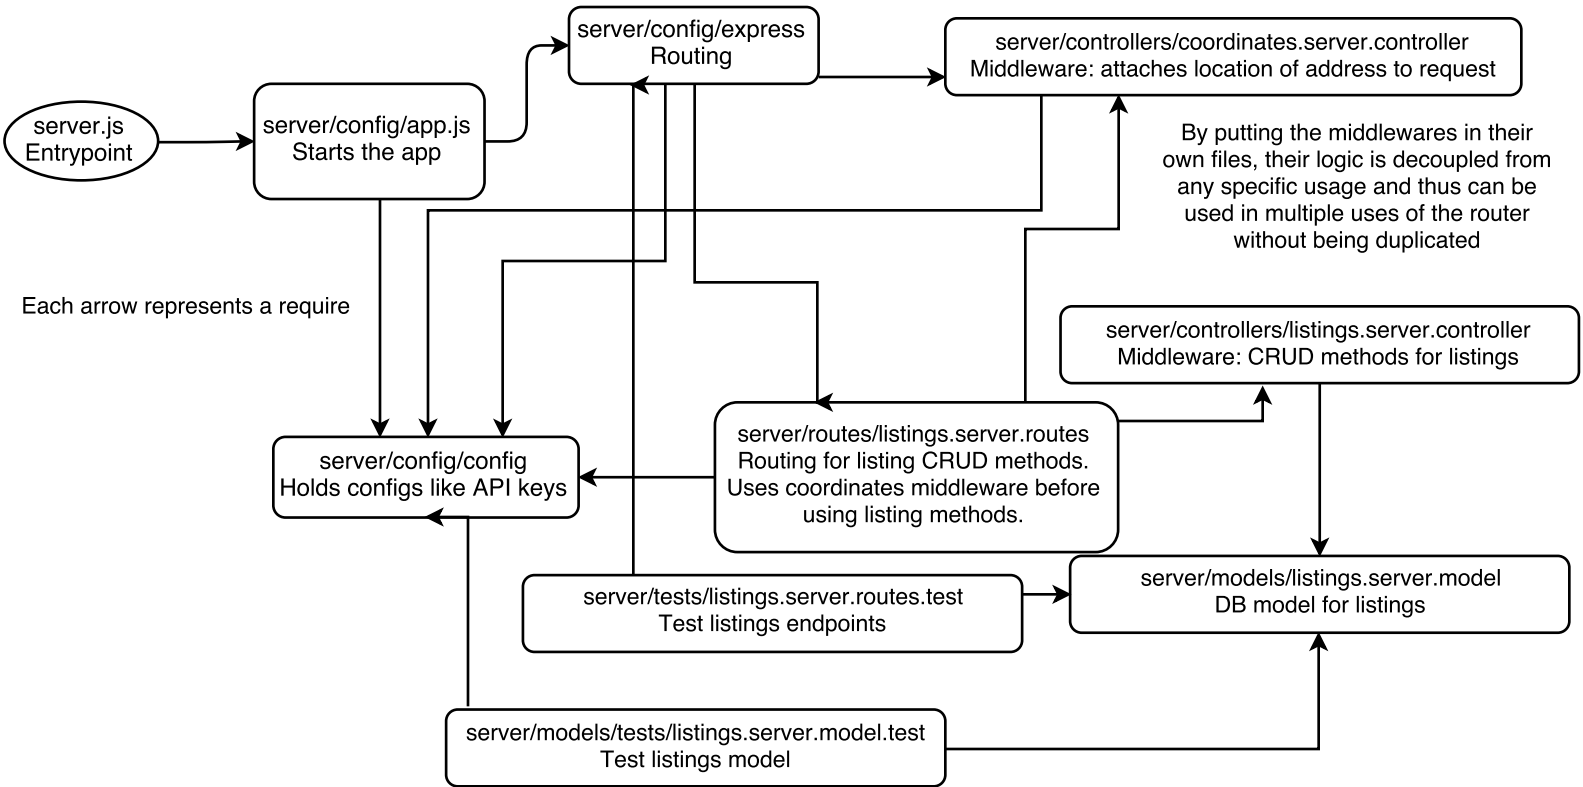 server/config/express
Routing
server/controllers/coordinates.server.controller
Middleware: attaches location of address to request
server.js
Entrypoint
server/config/app.js
Starts the app
By putting the middlewares in their
own files, their logic is decoupled from
any specific usage and thus can be
used in multiple uses of the router
without being duplicated
Each arrow represents a require
server/controllers/listings.server.controller
Middleware: CRUD methods for listings
server/config/config
Holds configs like API keys
server/routes/listings.server.routes
Routing for listing CRUD methods.
Uses coordinates middleware before
using listing methods.
server/tests/listings.server.routes.test
Test listings endpoints
server/models/listings.server.model
DB model for listings
server/models/tests/listings.server.model.test
Test listings model